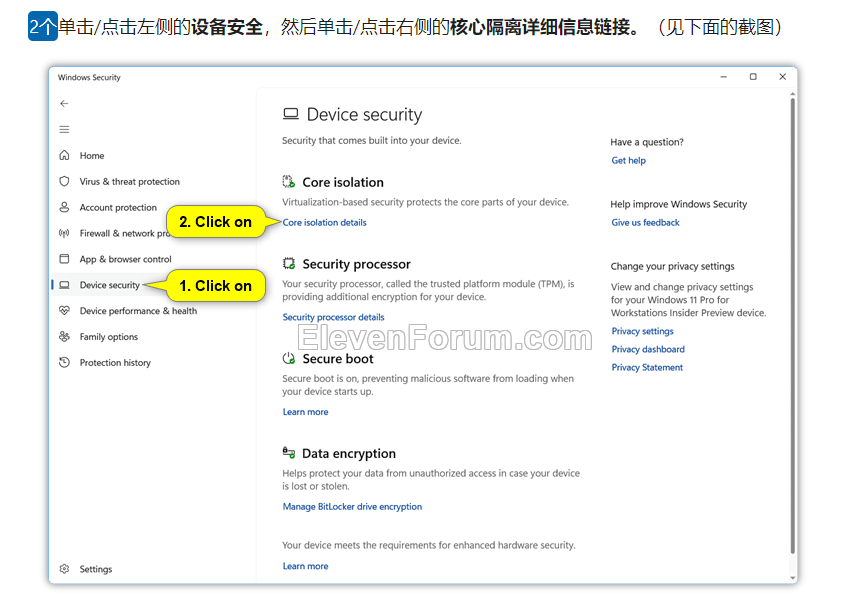 2个单击/点击左侧的设备安全，然后单击/点击右侧的核心隔离详细信息链接。（见下面的截图）
Windows Security
Home
Virus & threat protection
Account protection
Firewall & network pro
App & browser control
Device security
Device performance & health
Family options
Protection history
Settings
2. Click on
1. Click on
Device security
Security that comes built into your device.
Core isolation
Virtualization-based security protects the core parts of your device.
Core isolation details
Security processor
Your security processor, called the trusted platform module (TPM), is
providing additional encryption for your device.
Security processor details
ElevenForum.com
Secure boot
Secure boot is on, preventing malicious software from loading when
your device starts up.
Learn more
Data encryption
Helps protect your data from unauthorized access in case your device
is lost or stolen.
Manage BitLocker drive encryption
Your device meets the requirements for enhanced hardware security.
Learn more
Have a question?
Get help
Help improve Windows Security
Give us feedback
Change your privacy settings
View and change privacy settings
for your Windows 11 Pro for
Workstations Insider Preview device.
Privacy settings
Privacy dashboard
Privacy Statement